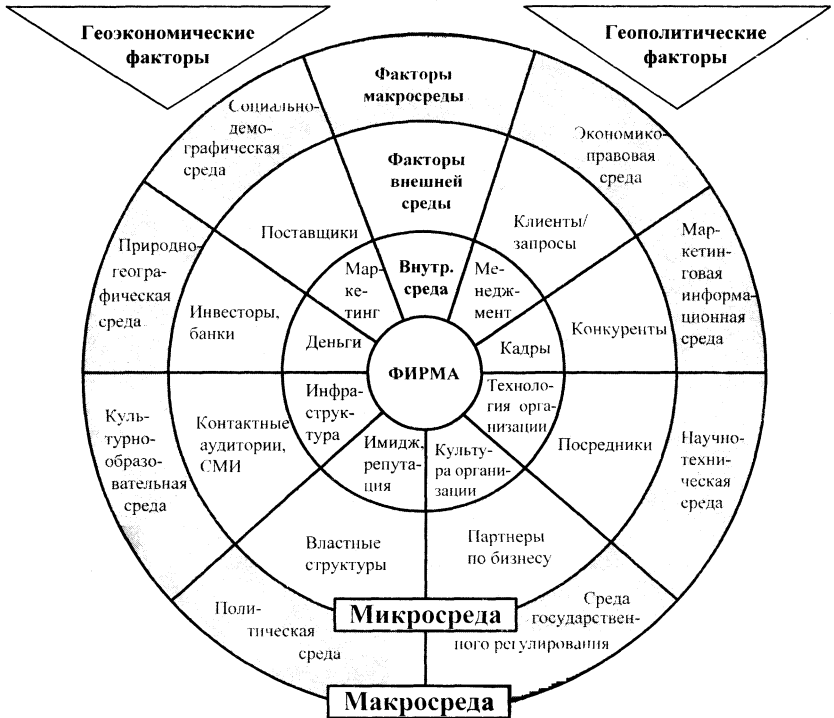 Геоэкономические
факторы
Геополитические
факторы
Факторы
макросреды
Социально-
демо-
графическая
среда
Экономико-
правовая
среда
Факторы
внешней
среды
Поставщики
Клиенты/
запросы
Природно-
геогра-
фическая
среда
Мар-
кетин-
говая
информа-
ционная
среда
Мар-
ке-
тинг
Внутр.
среда
Ме-
недж-
мент
Инвесторы,
банки
Деньги
Кадры
Конкуренты
ФИРМА
Инфра-
струк-
тура
Техноло-
гия орга-
низации
Куль-
турно-
образо-
вательная
среда
Контактные
аудитории,
СМИ
Имидж,
репута-
ция
Культу-
ра органи-
зации
Посредники
Научно-
техни-
ческая
среда
Властные
структуры
Партнеры
по бизнесу
Микросреда
Поли-
тическая
среда
Среда
государствен-
ного регулирования
Макросреда